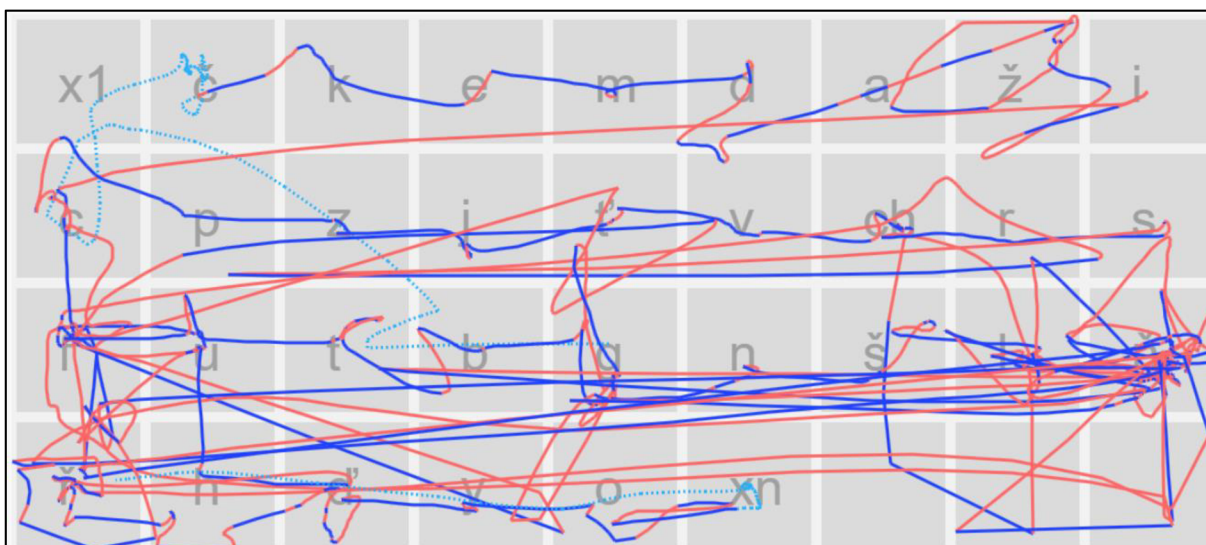 x1 č k e m d a ž i
c p z j ť v ch r s
u t b g n š
ř h ď y o xn